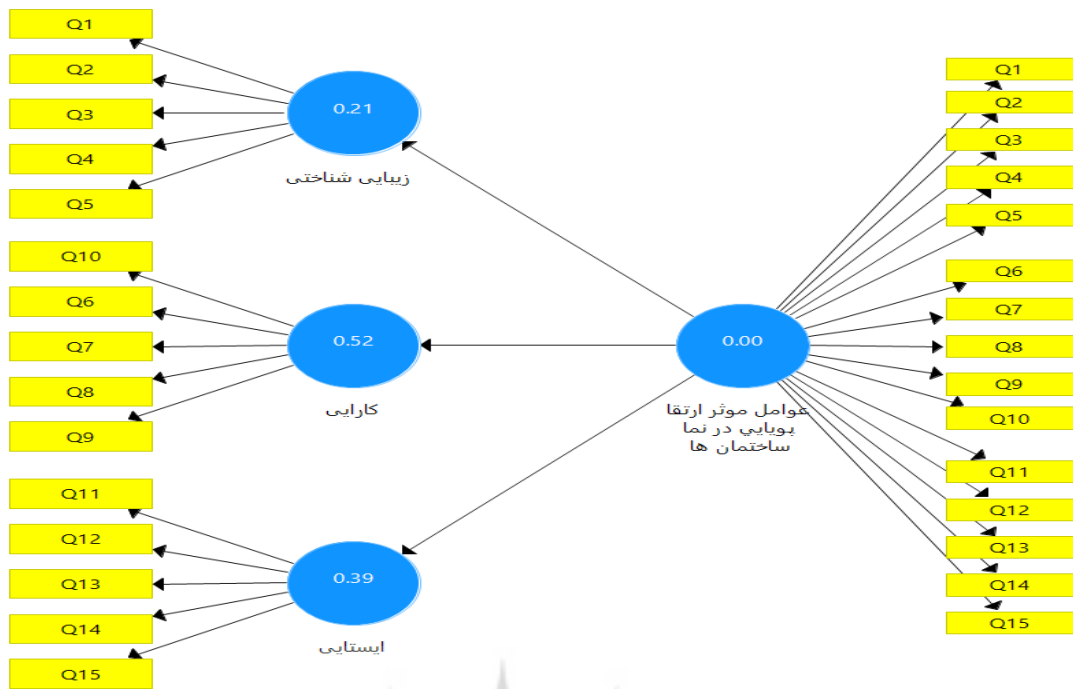 Q1
Q2
Q3
Q4
Q5
0.21
زیبایی شناختی
Q10
Q6
Q7
Q8
Q9
0.52
کارایی
Q11
Q12
Q13
Q14
Q15
0.39
ایستایی
0.00
عوامل موثر ارتقا
پویایي در نما
ساختمان ها
Q1
Q2
Q3
Q4
Q5
Q6
Q7
Q8
Q9
Q10
Q11
Q12
Q13
Q14
Q15